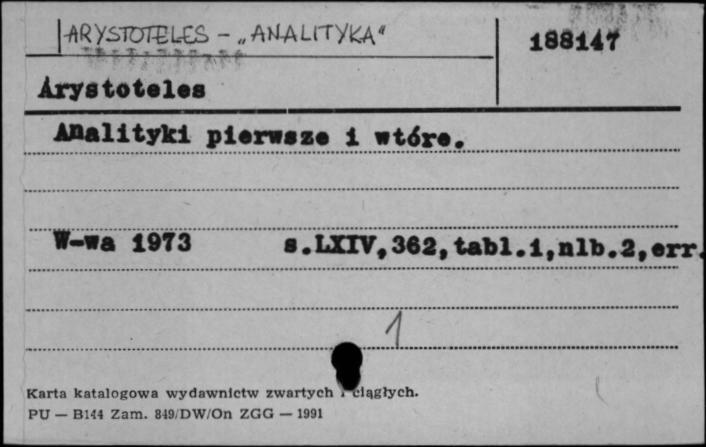 ARYSTOTELES - „ANALITYKA"
188147
Arystoteles
Analityki pierwsze i wtóre.
W-wa 1973 s.LXIV,362,tabl.1,nlb.2,err.
1
Karta katalogowa wydawnictw zwartych i ciągłych.
PU — B144 Zam. 849/DW/On ZGG — 1991